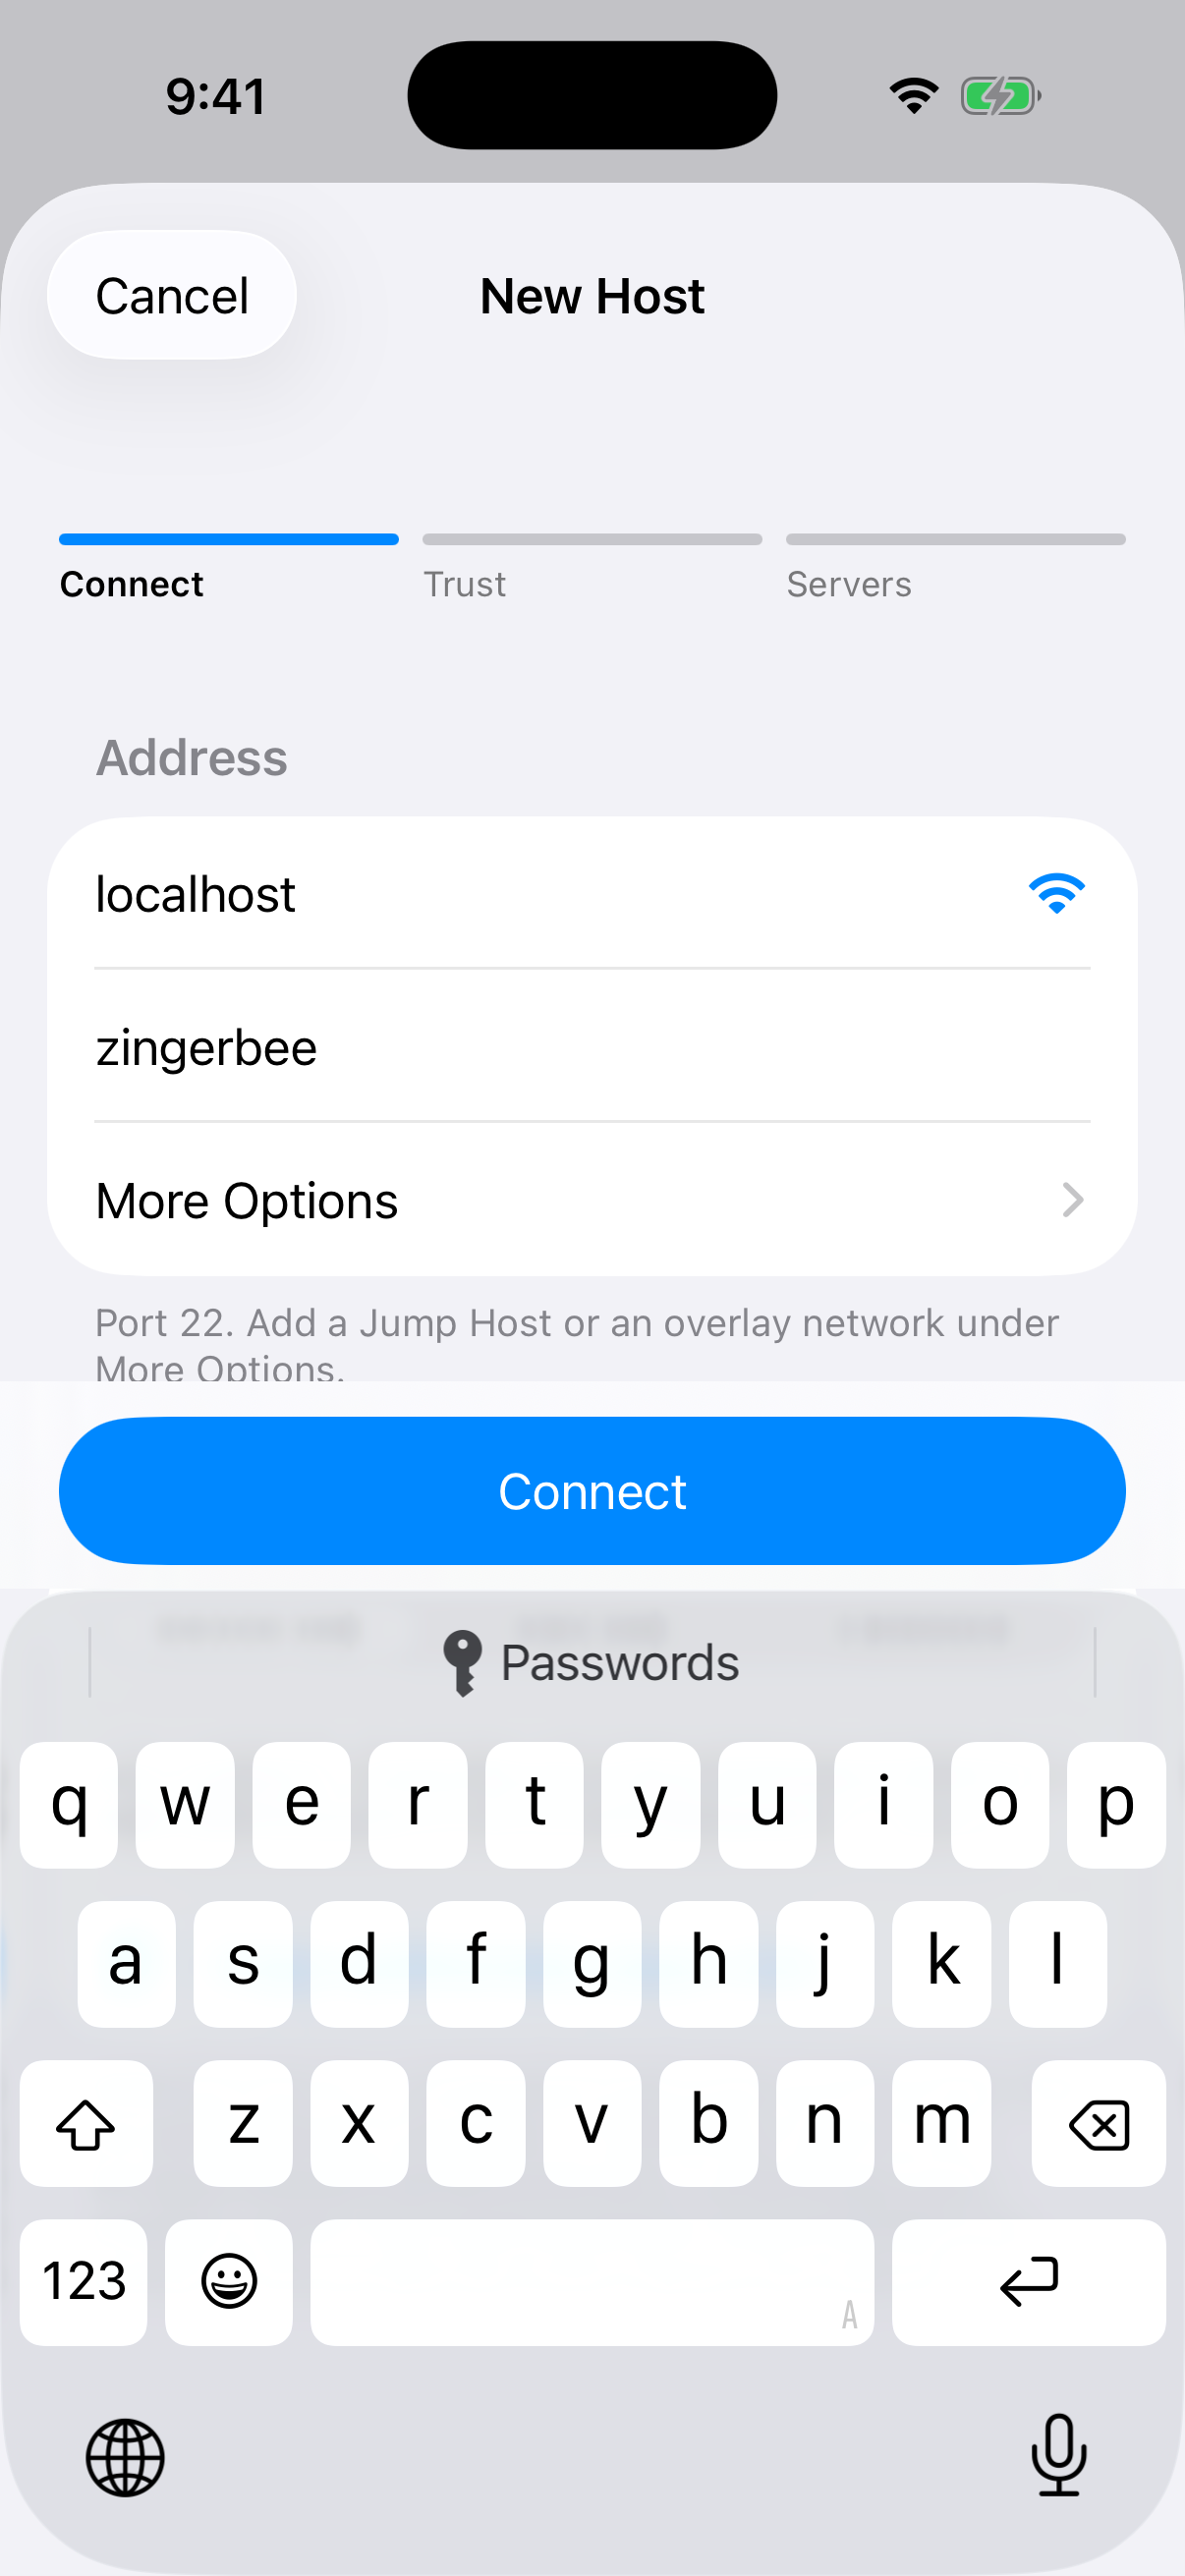 9:41
Cancel
New Host
Connect
Trust
Servers
Address
localhost
zingerbee
More Options
Port 22. Add a Jump Host or an overlay network under
More Options.
Connect
Passwords
q w e r t y u i o p
a s d f g h j k l
z x c v b n m
123
A